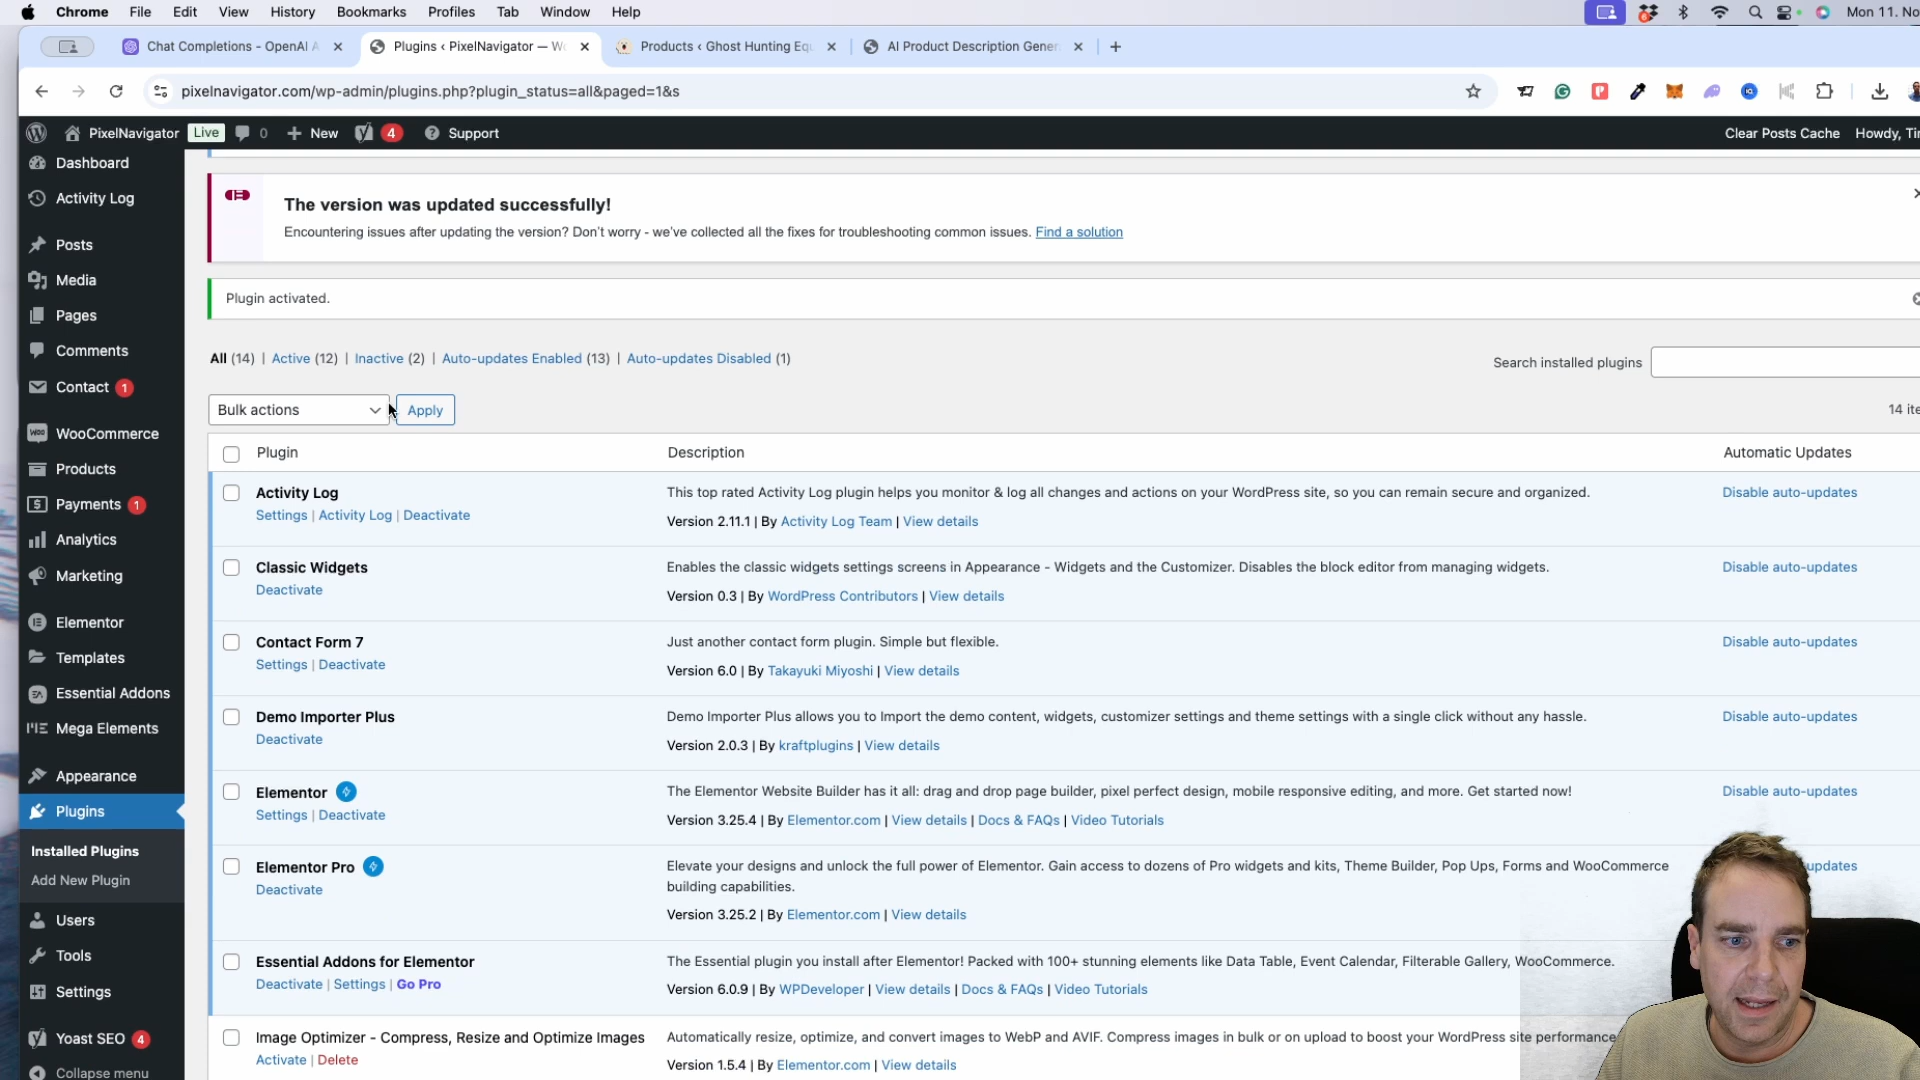 Chrome File Edit View History Bookmarks Profiles Tab Window Help Mon 11. No
Chat Completions - OpenAI A
Plugins ‹ PixelNavigator — W
Products ‹ Ghost Hunting Equ
AI Product Description Gener
pixelnavigator.com/wp-admin/plugins.php?plugin_status=all&paged=1&s
PixelNavigator Live 0 New 4 Support Clear Posts Cache Howdy, Tim
Dashboard
Activity Log
Posts
Media
Pages
Comments
Contact 1
WooCommerce
Products
Payments 1
Analytics
Marketing
Elementor
Templates
Essential Addons
Mega Elements
Appearance
Plugins
Installed Plugins
Add New Plugin
Users
Tools
Settings
Yoast SEO 4
Collapse menu
The version was updated successfully!
Encountering issues after updating the version? Don't worry - we've collected all the fixes for troubleshooting common issues. Find a solution
Plugin activated.
All (14) | Active (12) | Inactive (2) | Auto-updates Enabled (13) | Auto-updates Disabled (1)
Search installed plugins
Bulk actions Apply 14 ite
Plugin Description Automatic Updates
Activity Log
Settings | Activity Log | Deactivate
This top rated Activity Log plugin helps you monitor & log all changes and actions on your WordPress site, so you can remain secure and organized.
Version 2.11.1 | By Activity Log Team | View details
Disable auto-updates
Classic Widgets
Deactivate
Enables the classic widgets settings screens in Appearance - Widgets and the Customizer. Disables the block editor from managing widgets.
Version 0.3 | By WordPress Contributors | View details
Disable auto-updates
Contact Form 7
Settings | Deactivate
Just another contact form plugin. Simple but flexible.
Version 6.0 | By Takayuki Miyoshi | View details
Disable auto-updates
Demo Importer Plus
Deactivate
Demo Importer Plus allows you to Import the demo content, widgets, customizer settings and theme settings with a single click without any hassle.
Version 2.0.3 | By kraftplugins | View details
Disable auto-updates
Elementor
Settings | Deactivate
The Elementor Website Builder has it all: drag and drop page builder, pixel perfect design, mobile responsive editing, and more. Get started now!
Version 3.25.4 | By Elementor.com | View details | Docs & FAQs | Video Tutorials
Disable auto-updates
Elementor Pro
Deactivate
Elevate your designs and unlock the full power of Elementor. Gain access to dozens of Pro widgets and kits, Theme Builder, Pop Ups, Forms and WooCommerce
building capabilities.
Version 3.25.2 | By Elementor.com | View details
updates
Essential Addons for Elementor
Deactivate | Settings | Go Pro
The Essential plugin you install after Elementor! Packed with 100+ stunning elements like Data Table, Event Calendar, Filterable Gallery, WooCommerce.
Version 6.0.9 | By WPDeveloper | View details | Docs & FAQs | Video Tutorials
Image Optimizer - Compress, Resize and Optimize Images
Activate | Delete
Automatically resize, optimize, and convert images to WebP and AVIF. Compress images in bulk or on upload to boost your WordPress site performance
Version 1.5.4 | By Elementor.com | View details